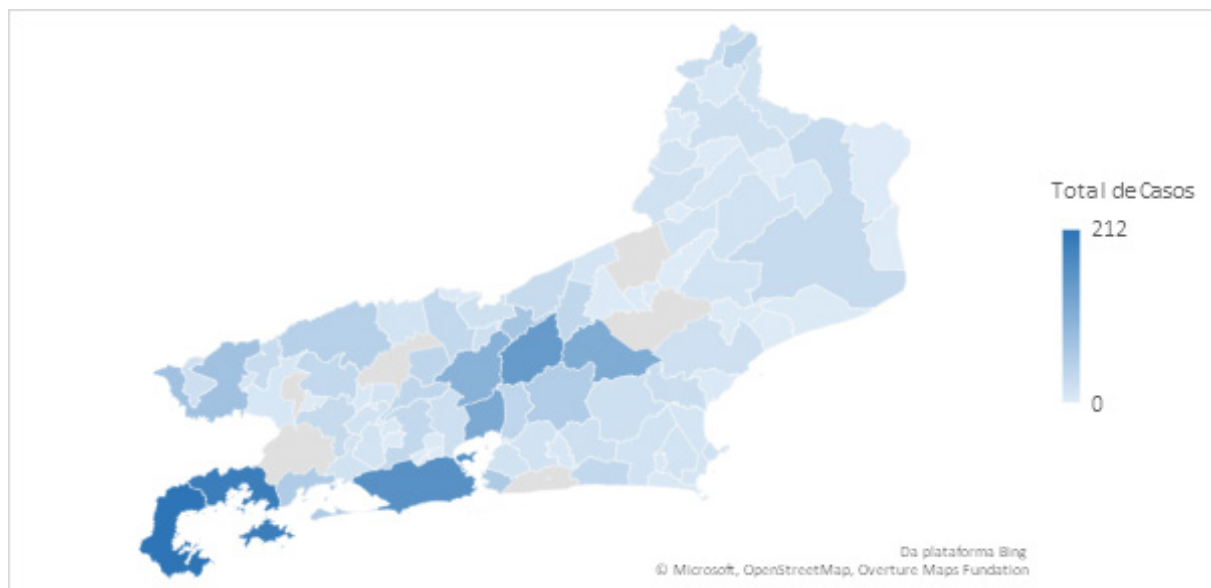 Total de Casos
212
0
Da plataforma Bing
© Microsoft, OpenStreetMap, Overture Maps Fundation